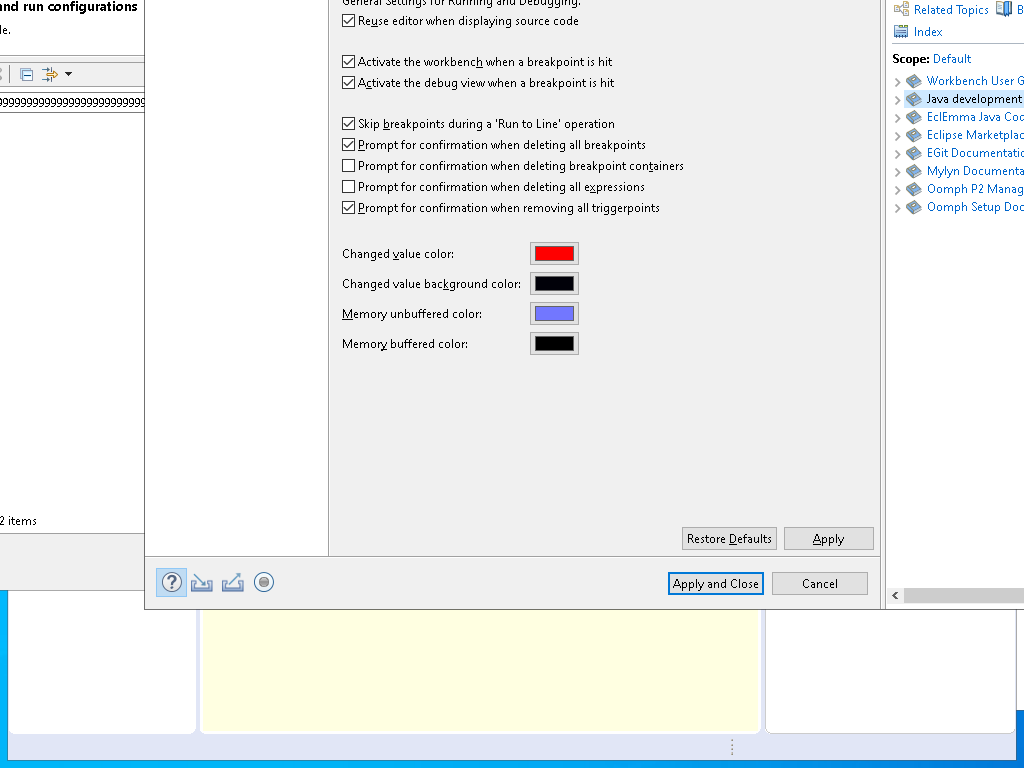 and run configurations
le.
General Settings for Running and Debugging.
Reuse editor when displaying source code
Activate the workbench when a breakpoint is hit
Activate the debug view when a breakpoint is hit
Skip breakpoints during a 'Run to Line' operation
Prompt for confirmation when deleting all breakpoints
Prompt for confirmation when deleting breakpoint containers
Prompt for confirmation when deleting all expressions
Prompt for confirmation when removing all triggerpoints
Changed value color:
Changed value background color:
Memory unbuffered color:
Memory buffered color:
2 items
Restore Defaults
Apply
Apply and Close
Cancel
Related Topics
B
Index
Scope: Default
Workbench User G
Java development
EclEmma Java Coc
Eclipse Marketplac
EGit Documentatic
Mylyn Documenta
Oomph P2 Manag
Oomph Setup Doc